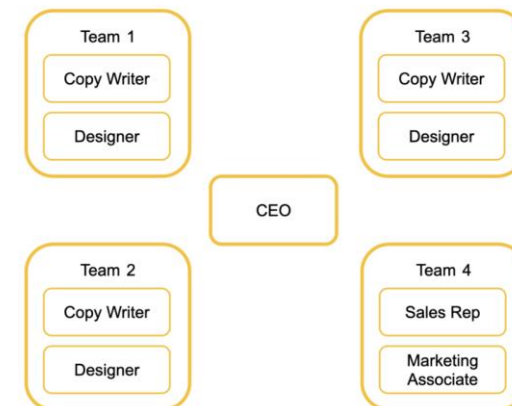 Team 1
Copy Writer
Designer
Team 3
Copy Writer
Designer
CEO
Team 2
Copy Writer
Designer
Team 4
Sales Rep
Marketing
Associate